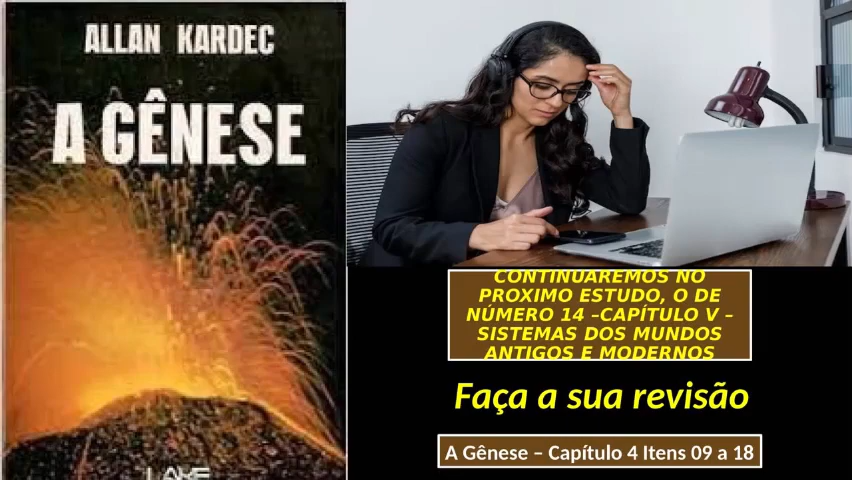 ALLAN KARDEC
A GÊNESE
LAKE
CONTINUAREMOS NO
PROXIMO ESTUDO, O DE
NÚMERO 14 –CAPÍTULO V –
SISTEMAS DOS MUNDOS
ANTIGOS E MODERNOS
Faça a sua revisão
A Gênese – Capítulo 4 Itens 09 a 18